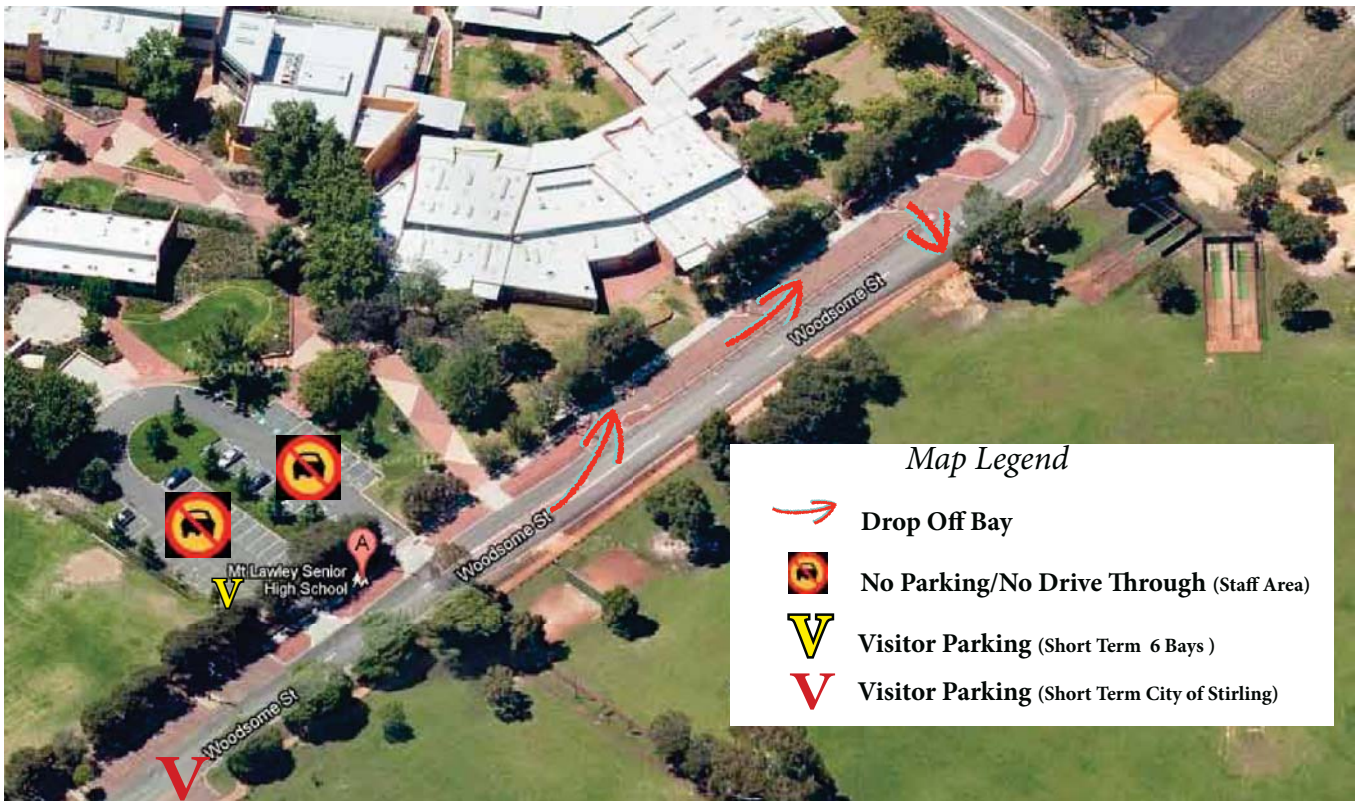 Woodsome St
Map Legend
Drop Off Bay
Woodsome St
A
Mt Lawley Senior
High School
No Parking/No Drive Through (Staff Area)
V
V
Visitor Parking (Short Term 6 Bays )
V
Visitor Parking (Short Term City of Stirling)
Woodsome St
V